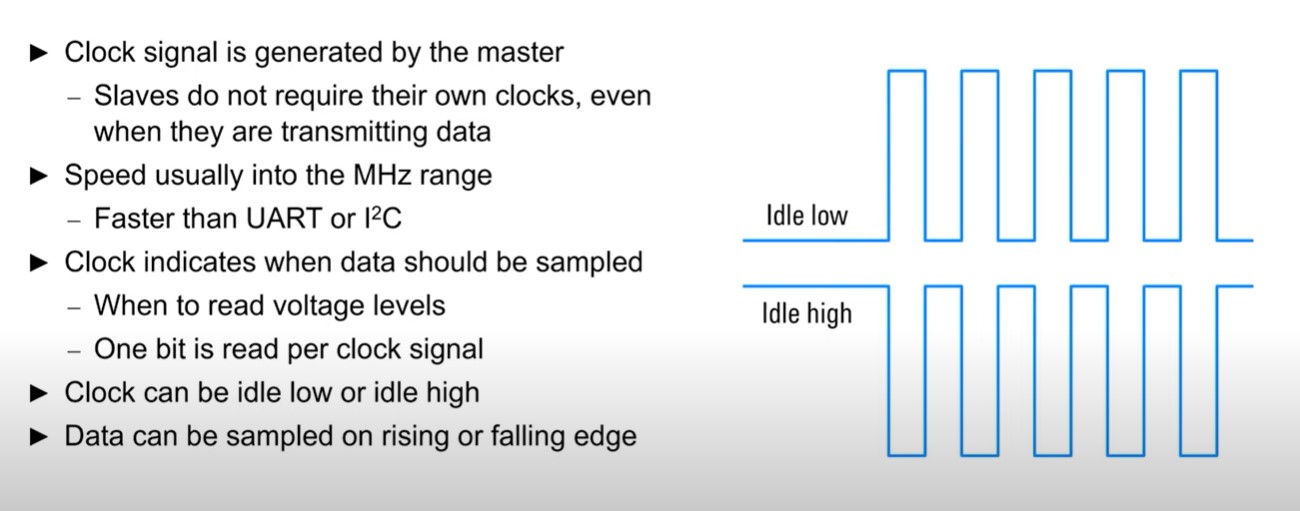 ► Clock signal is generated by the master
– Slaves do not require their own clocks, even
when they are transmitting data
► Speed usually into the MHz range
– Faster than UART or I²C
► Clock indicates when data should be sampled
– When to read voltage levels
– One bit is read per clock signal
► Clock can be idle low or idle high
► Data can be sampled on rising or falling edge
Idle low
Idle high